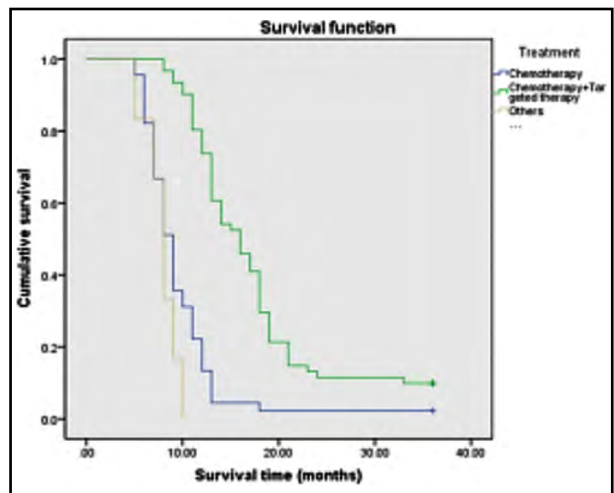 Survival function
Treatment
Chemotherapy
Chemotherapy+Tar
geted therapy
Others
...
1.0
0.8
0.6
0.4
0.2
0.0
Cumulative survival
.00
10.00
20.00
30.00
40.00
Survival time (months)